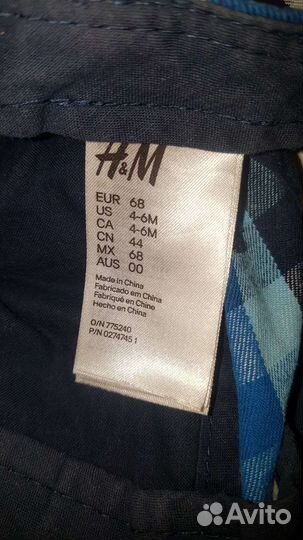 H&M
EUR 68
US 4-6M
CA 4-6M
CN 44
MX 68
AUS 00
Made in China
Fabricado em China
Fabriqué en Chine
Hecho en China
O/N 775240
P/N 0274745 1
Avito